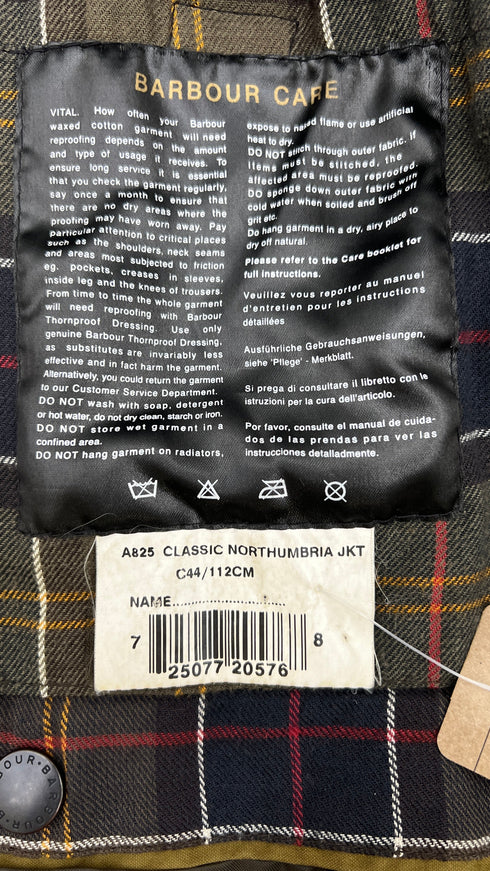 BARBOUR CARE
VITAL. How often your Barbour
waxed cotton garment will need
reproofing depends on the amount
and type of usage it receives. To
ensure long service it is essential
that you check the garment regularly,
say once a month to ensure that
there are no dry areas where the
proofing may have worn away. Pay
Particular attention to critical places
such as the shoulders, neck seams
and areas most subjected to friction
eg. pockets, creases in sleeves,
inside leg and the knees of trousers.
From time to time the whole garment
will need reproofing with Barbour
Thornproof Dressing. Use only
genuine Barbour Thornproof Dressing,
as substitutes are invariably less
effective and in fact harm the garment.
Alternatively, you could return the garment
to our Customer Service Department.
DO NOT wash with soap, detergent
or hot water, do not dry clean, starch or iron.
DO NOT store wet garment in a
confined area.
DO NOT hang garment on radiators,
expose to naked flame or use artificial
heat to dry.
DO NOT stitch through outer fabric. If
items must be stitched, the
affected area must be reproofed.
DO sponge down outer fabric with
cold water when soiled and brush off
grit etc.
Do hang garment in a dry, airy place to
dry off natural.
Please refer to the Care booklet for
full instructions.
Veuillez vous reporter au manuel
d'entretien pour les instructions
détaillées
Ausführliche Gebrauchsanweisungen,
siehe 'Pflege' - Merkblatt.
Si prega di consultare il libretto con le
istruzioni per la cura dell'articolo.
Por favor, consulte el manual de cuida-
dos de las prendas para ver las
instrucciones detalladamente.
A825 CLASSIC NORTHUMBRIA JKT
C44/112CM
NAME............................
7 25077 20576 8
BARBOUR